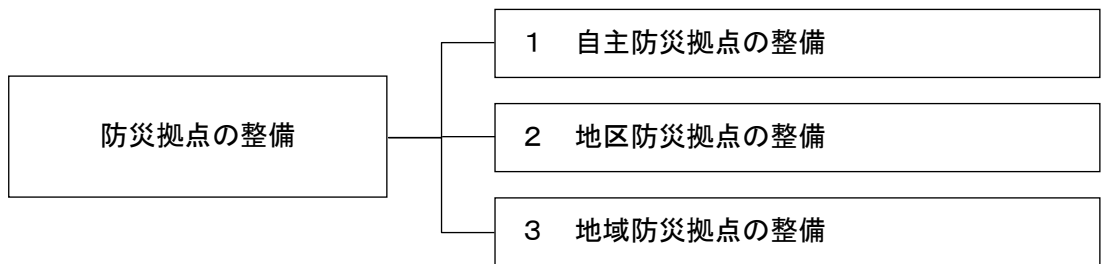 防災拠点の整備
１　自主防災拠点の整備
２　地区防災拠点の整備
３　地域防災拠点の整備